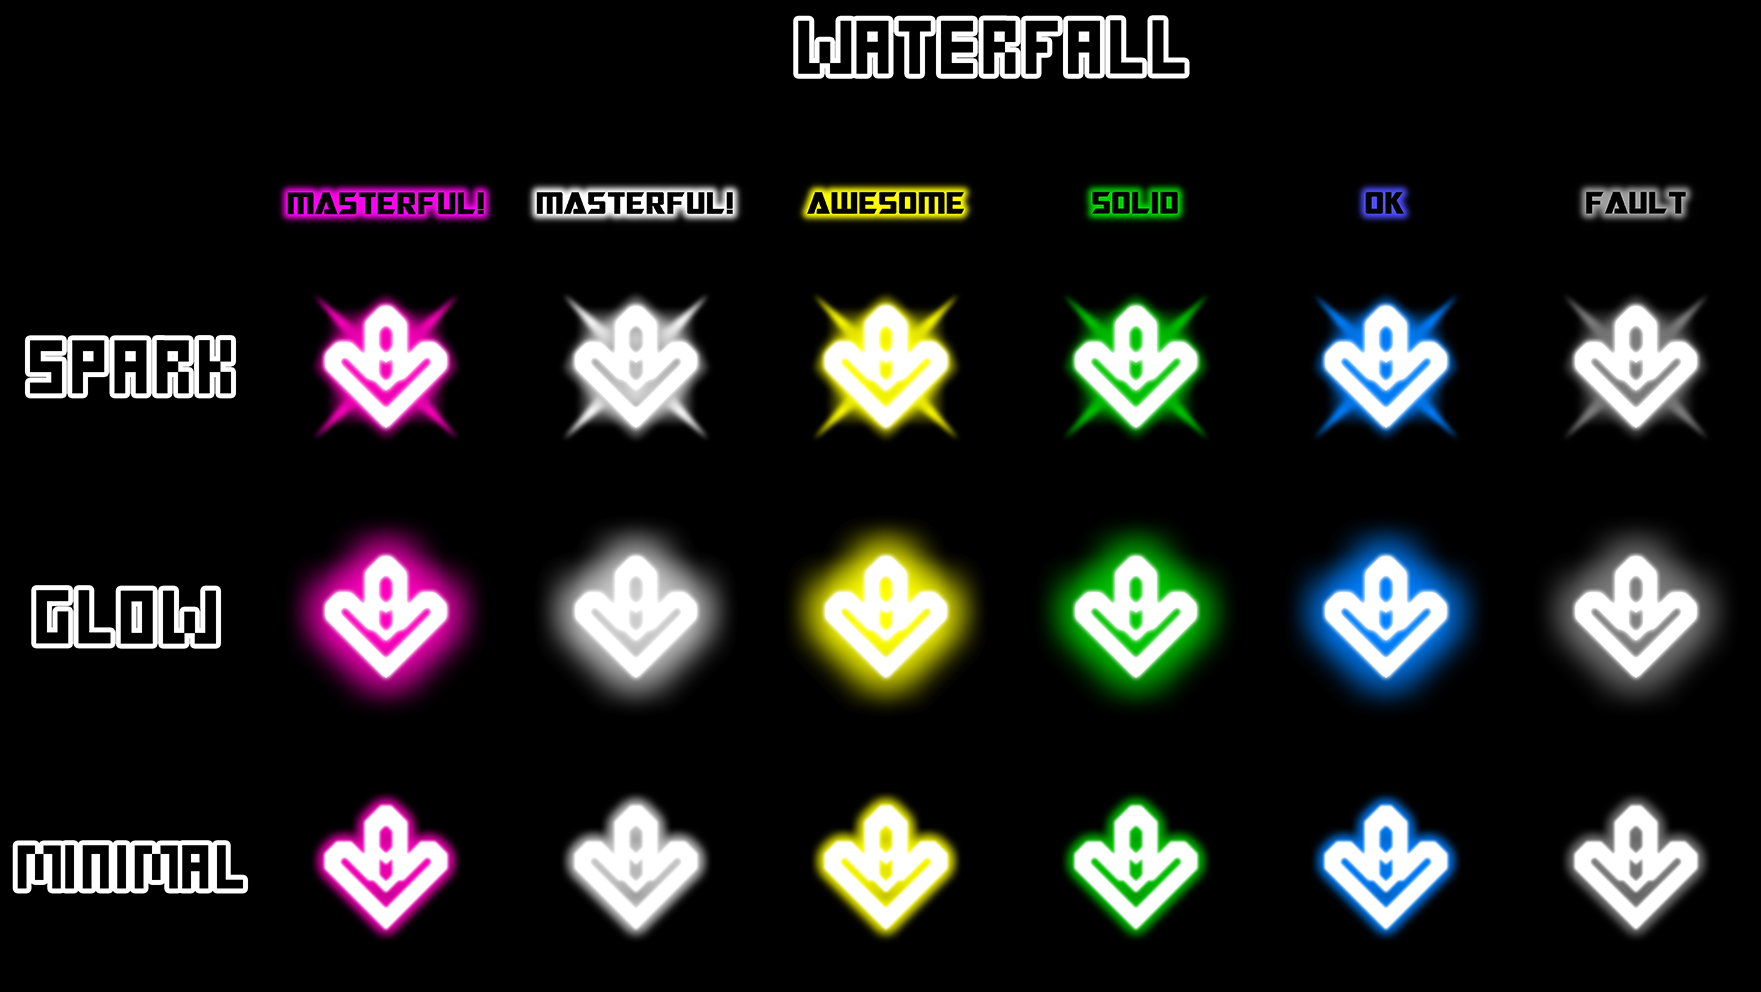 WATERFALL
MASTERFUL! MASTERFUL! AWESOME SOLID OK FAULT
SPARK
GLOW
MINIMAL